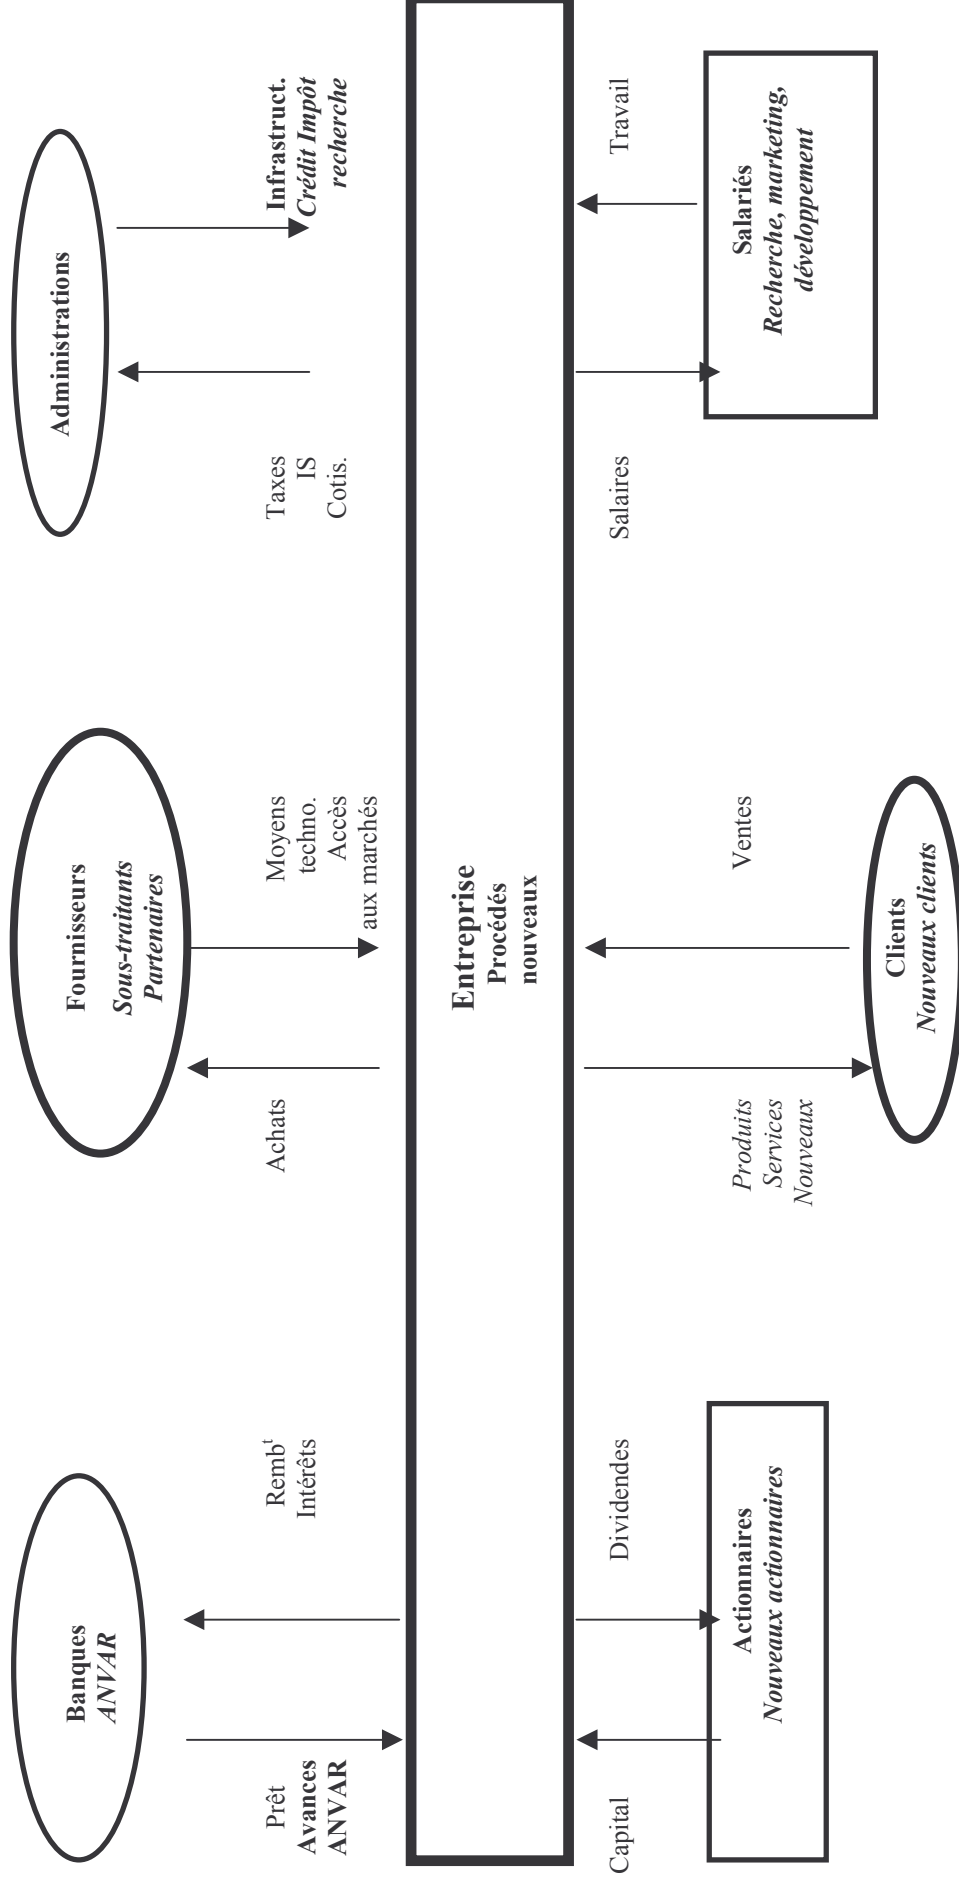 Banques
ANVAR
Fournisseurs
Sous-traitants
Partenaires
Administrations
Prêt
Avances
ANVAR
Rembᵗ
Intérêts
Achats
Moyens
techno.
Accès
aux marchés
Taxes
IS
Cotis.
Infrastruct.
Crédit Impôt
recherche
Entreprise
Procédés
nouveaux
Capital
Dividendes
Produits
Services
Nouveaux
Ventes
Salaires
Travail
Actionnaires
Nouveaux actionnaires
Clients
Nouveaux clients
Salariés
Recherche, marketing,
développement